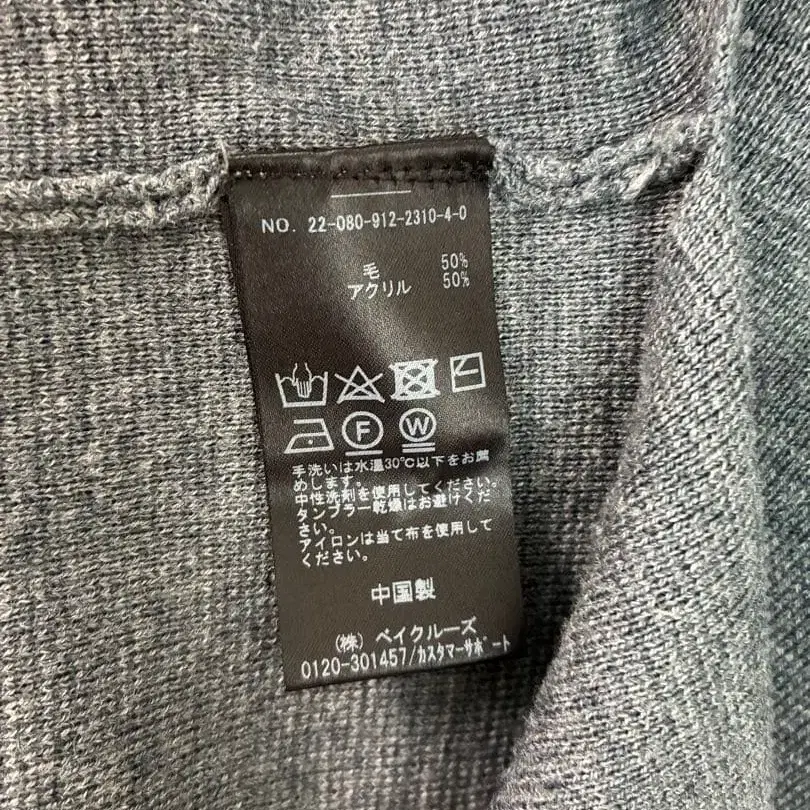 NO. 22-080-912-2310-4-0
毛 50%
アクリル 50%
F W
手洗いは水温30℃以下をお薦
めします。
中性洗剤を使用してください。
タンブラー乾燥はお避けくだ
さい。
アイロンは当て布を使用して
ください。
中国製
(株) ベイクルーズ
0120-301457/ｶｽﾀﾏｰｻﾎﾟｰﾄ